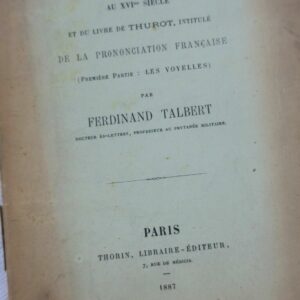 AU XVIme SIÈCLE
ET DU LIVRE DE THUROT, INTITULÉ
DE LA PRONONCIATION FRANÇAISE
(PREMIÈRE PARTIE : LES VOYELLES)
PAR
FERDINAND TALBERT
DOCTEUR ÈS-LETTRES, PROFESSEUR AU PRYTANÉE MILITAIRE.
PARIS
THORIN, LIBRAIRE-ÉDITEUR,
7, RUE DE MÉDICIS.
1887